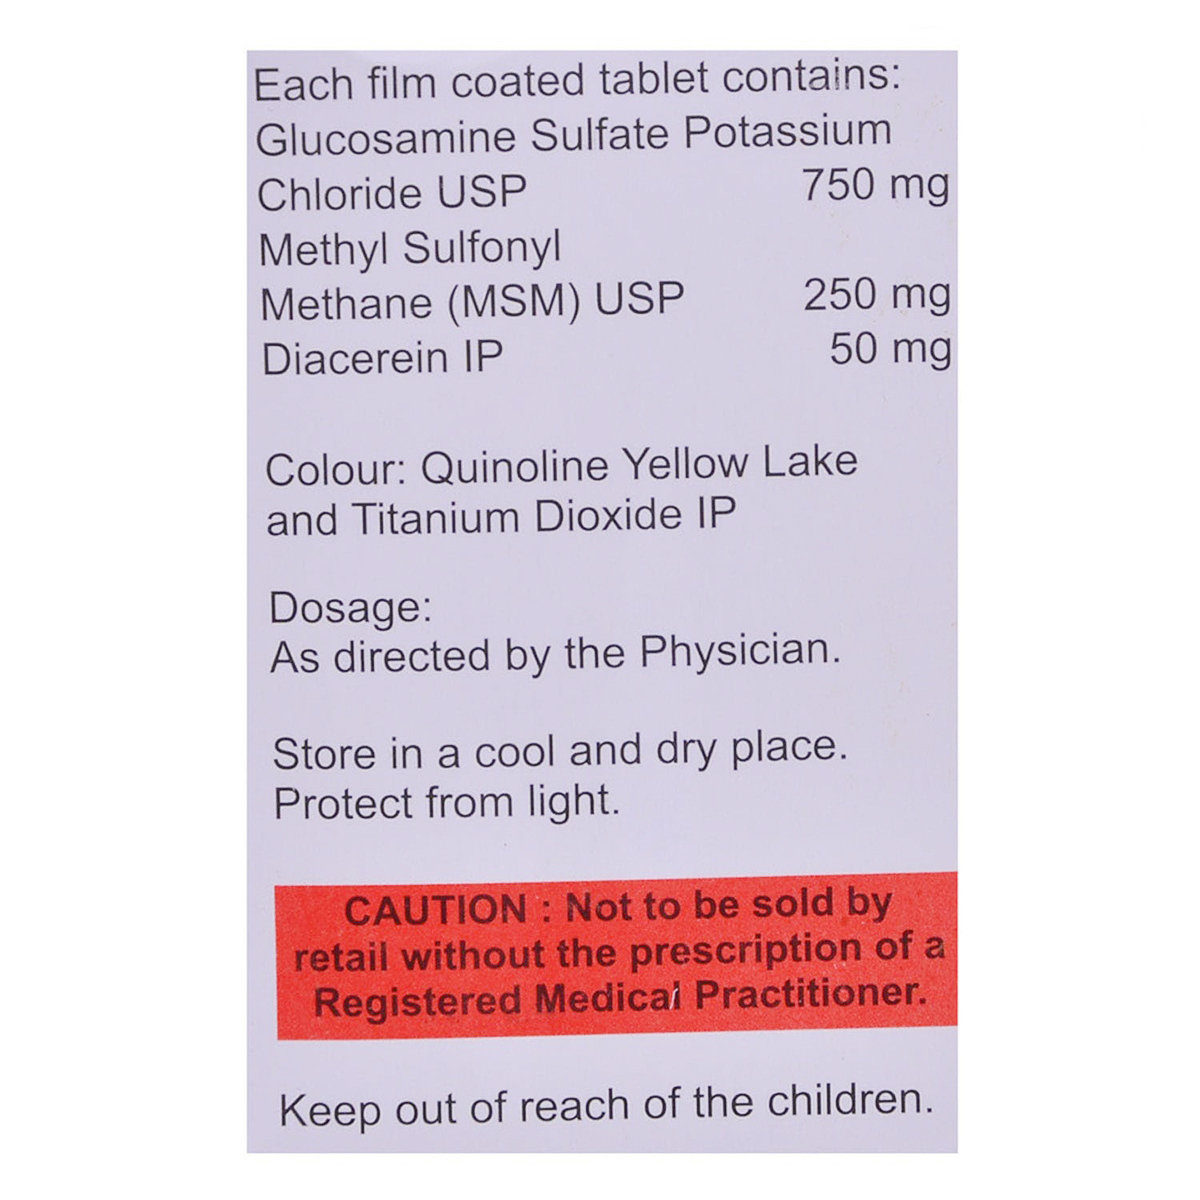 Each film coated tablet contains:
Glucosamine Sulfate Potassium
Chloride USP 750 mg
Methyl Sulfonyl
Methane (MSM) USP 250 mg
Diacerein IP 50 mg
Colour: Quinoline Yellow Lake
and Titanium Dioxide IP
Dosage:
As directed by the Physician.
Store in a cool and dry place.
Protect from light.
CAUTION : Not to be sold by
retail without the prescription of a
Registered Medical Practitioner.
Keep out of reach of the children.